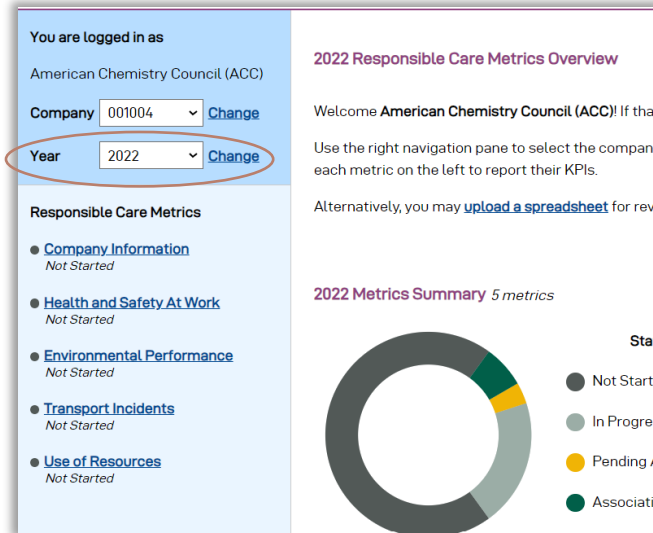 You are logged in as
American Chemistry Council (ACC)
Company 001004 Change
Year 2022 Change
Responsible Care Metrics
Company Information
Not Started
Health and Safety At Work
Not Started
Environmental Performance
Not Started
Transport Incidents
Not Started
Use of Resources
Not Started
2022 Responsible Care Metrics Overview
Welcome American Chemistry Council (ACC)! If tha
Use the right navigation pane to select the compan
each metric on the left to report their KPIs.
Alternatively, you may upload a spreadsheet for rev
2022 Metrics Summary 5 metrics
Sta
Not Start
In Progre
Pending A
Associati